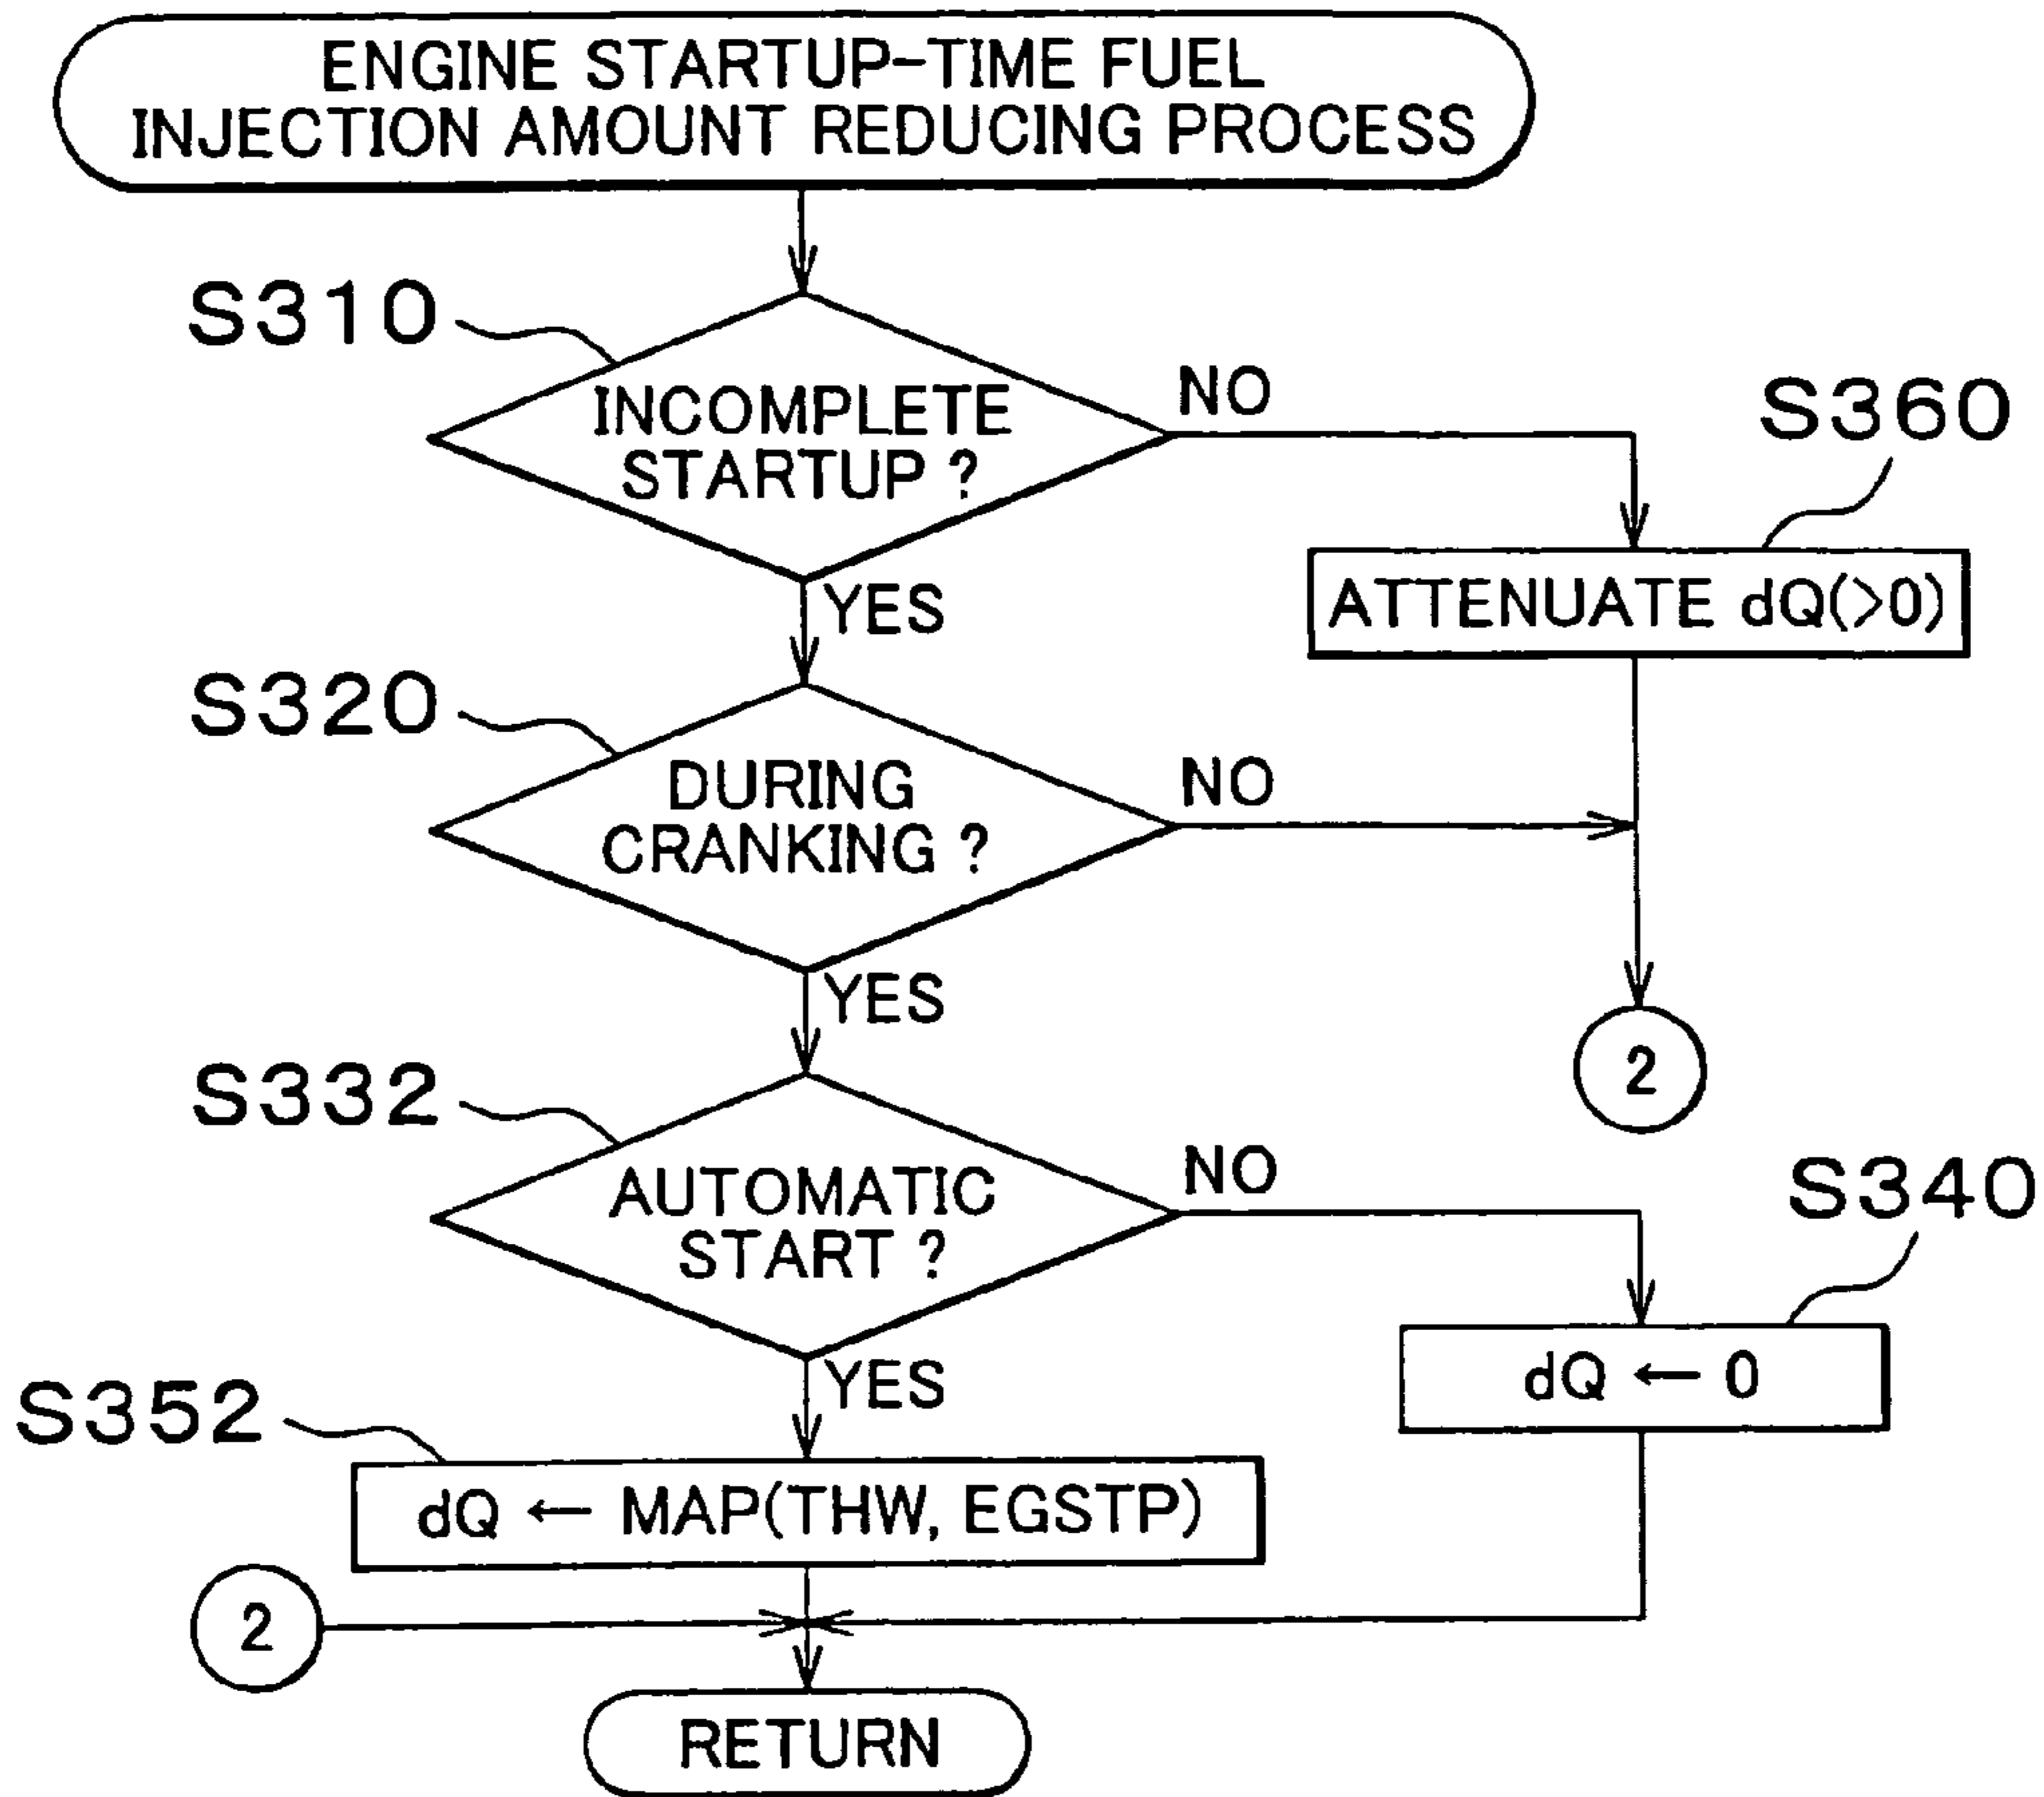 ENGINE STARTUP-TIME FUEL
INJECTION AMOUNT REDUCING PROCESS
S310
INCOMPLETE
STARTUP ?
NO
YES
S360
ATTENUATE dQ(>0)
S320
DURING
CRANKING ?
NO
YES
2
S332
AUTOMATIC
START ?
NO
YES
S340
dQ ← 0
S352
dQ ← MAP(THW, EGSTP)
2
RETURN